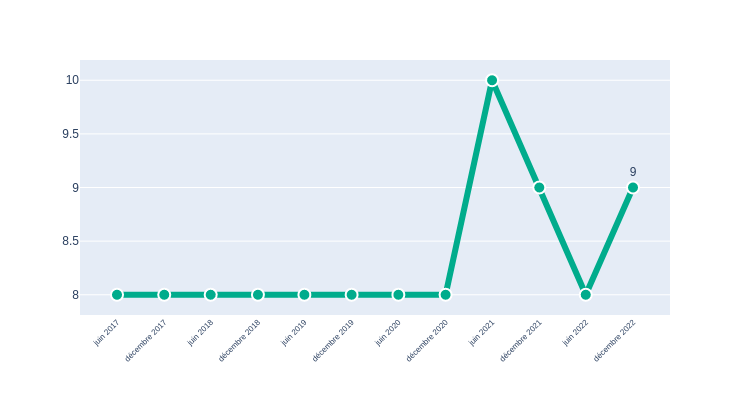 10
9.5
9
8.5
8
9
juin 2017
décembre 2017
juin 2018
décembre 2018
juin 2019
décembre 2019
juin 2020
décembre 2020
juin 2021
décembre 2021
juin 2022
décembre 2022